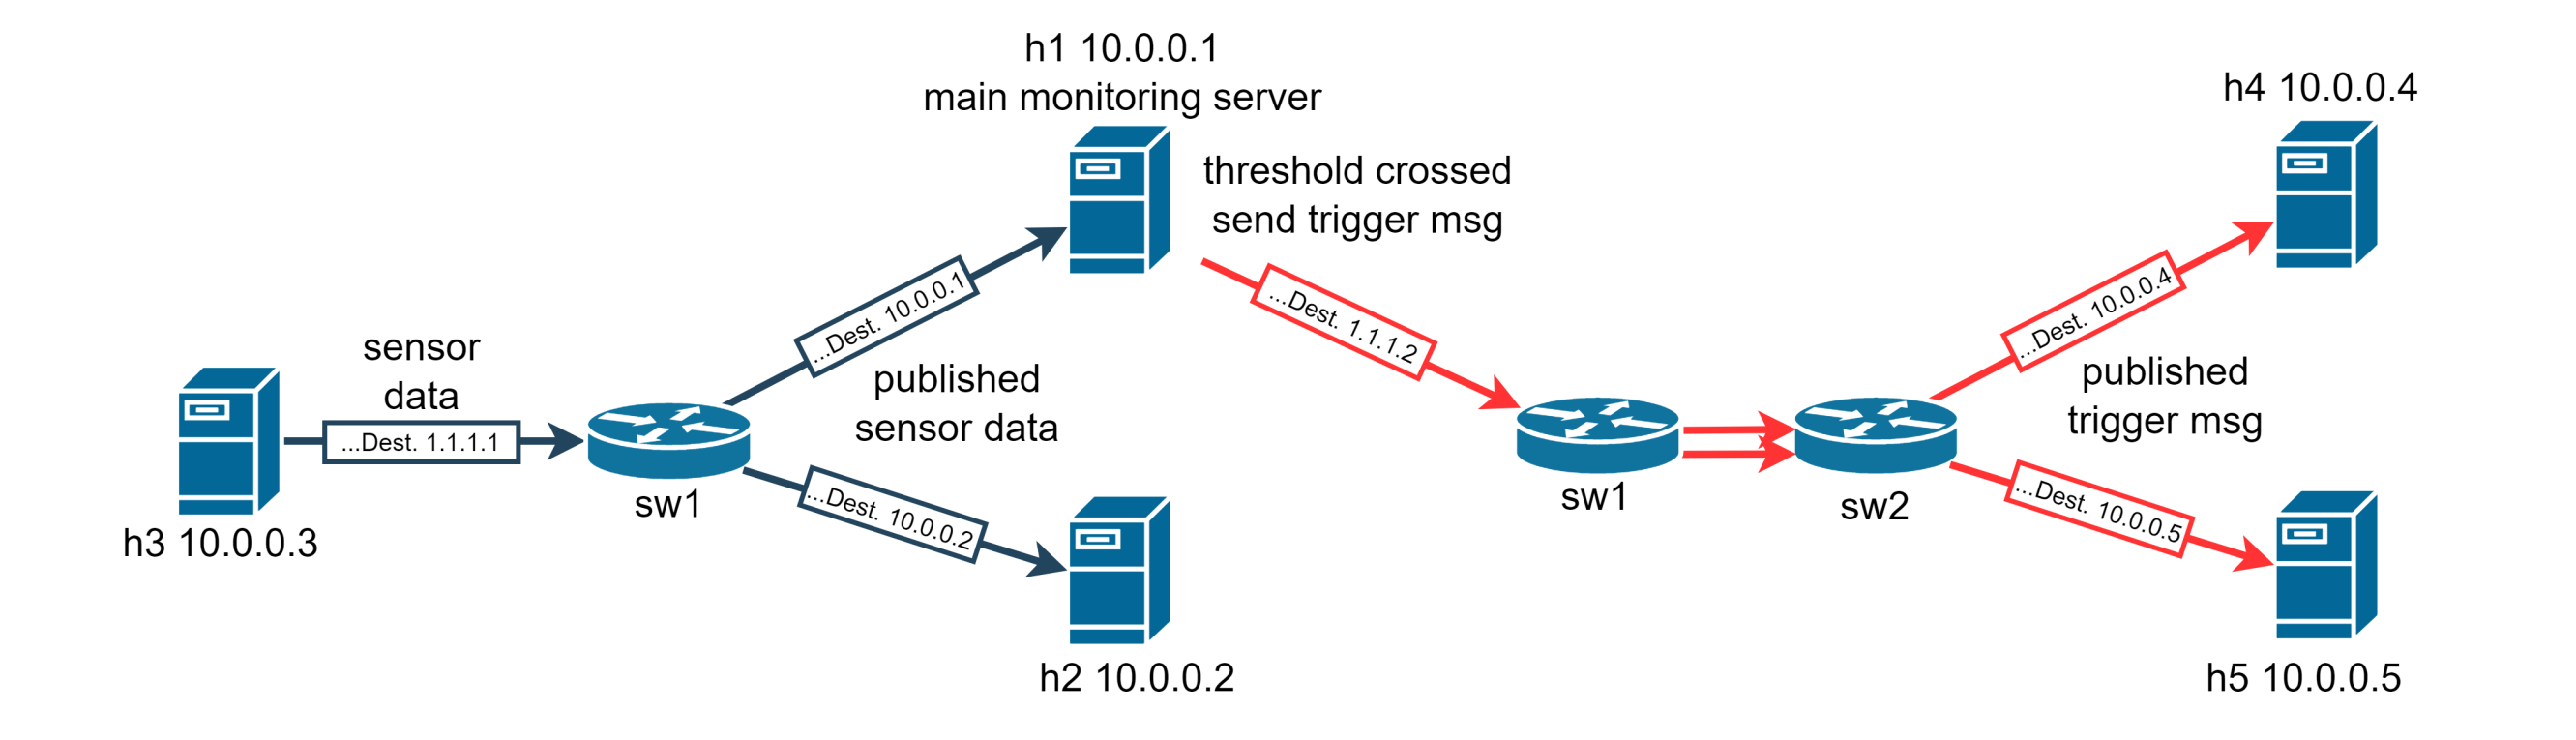 h1 10.0.0.1
main monitoring server
h4 10.0.0.4
threshold crossed
send trigger msg
...Dest. 10.0.0.1
...Dest. 1.1.1.2
...Dest. 10.0.0.4
sensor
data
...Dest. 1.1.1.1
published
sensor data
published
trigger msg
h3 10.0.0.3
sw1
...Dest. 10.0.0.2
sw1
sw2
...Dest. 10.0.0.5
h2 10.0.0.2
h5 10.0.0.5